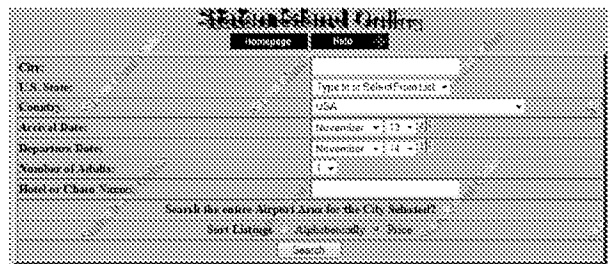 Homepage Help
City:
U.S. State: Type In or Select From List
Country: USA
Arrival Date: November 13
Departure Date: November 14
Number of Adults: 1
Hotel or Chain Name:
Search the entire Airport Area for the City Selected?
Sort Listings Alphabetically Price
Search